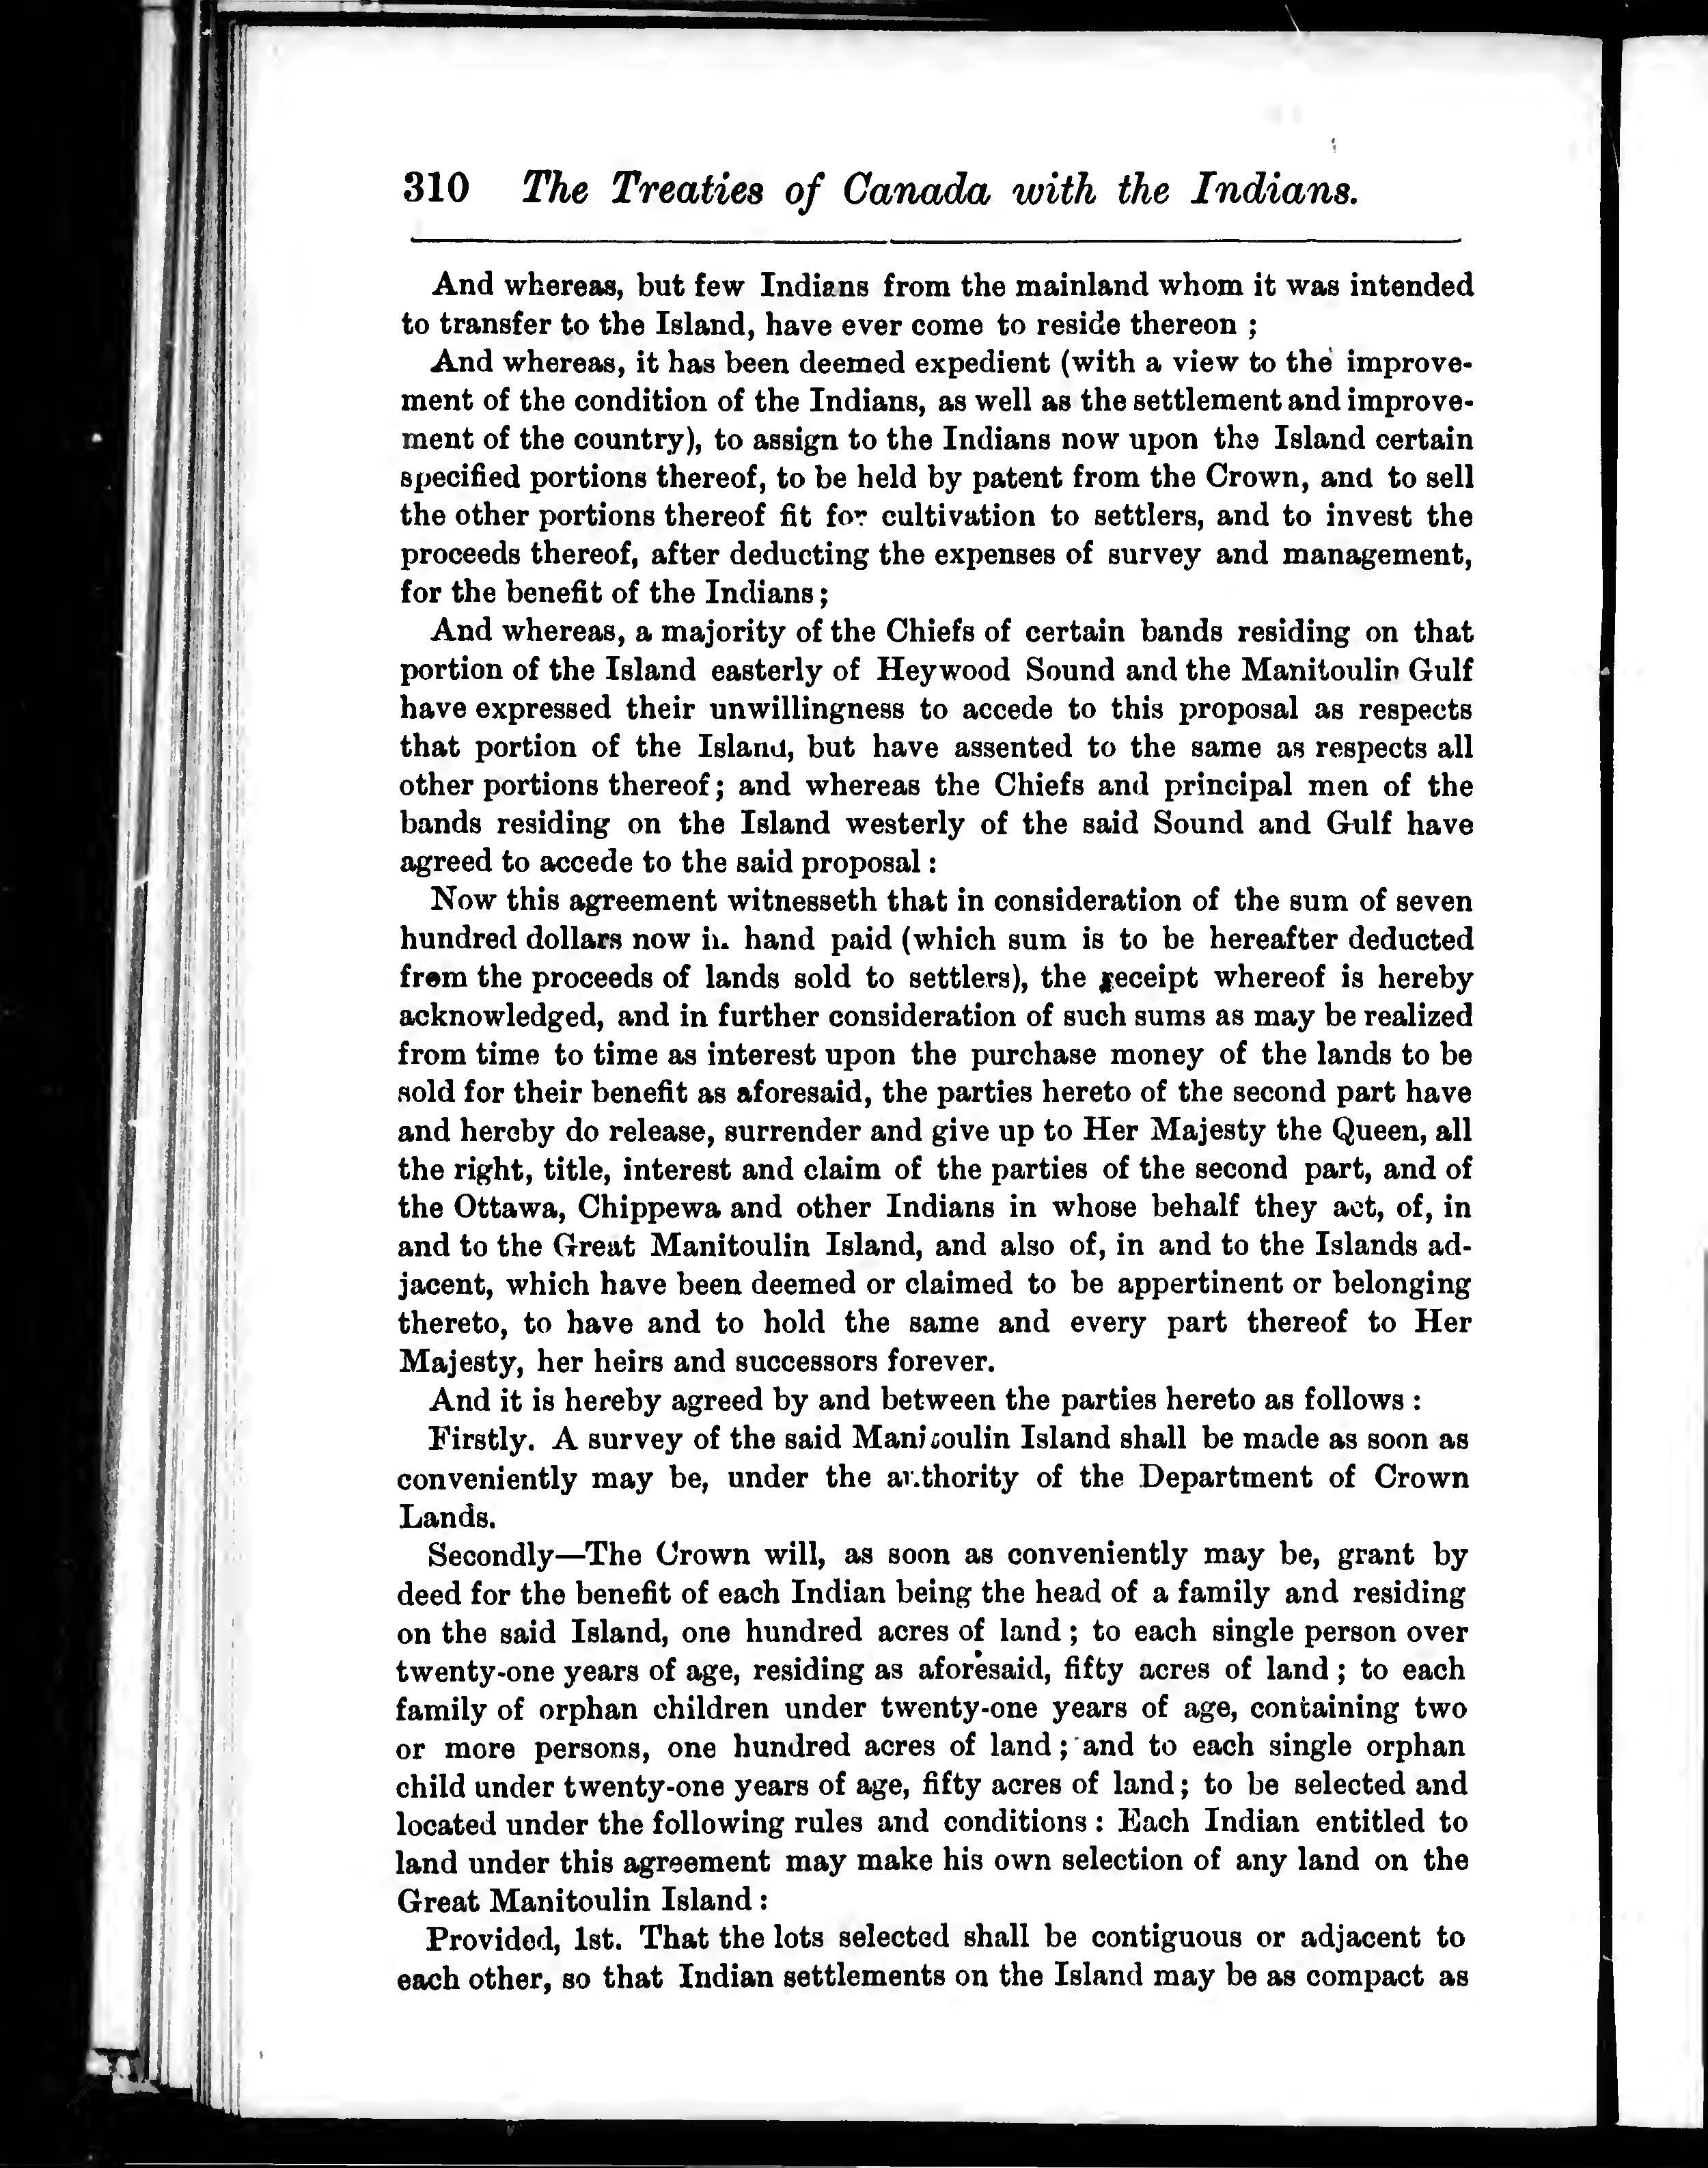 310 The Treaties of Canada with the Indians.
And whereas, but few Indians from the mainland whom it was intended
to transfer to the Island, have ever come to reside thereon ;
And whereas, it has been deemed expedient (with a view to the improve-
ment of the condition of the Indians, as well as the settlement and improve-
ment of the country), to assign to the Indians now upon the Island certain
specified portions thereof, to be held by patent from the Crown, and to sell
the other portions thereof fit for cultivation to settlers, and to invest the
proceeds thereof, after deducting the expenses of survey and management,
for the benefit of the Indians ;
And whereas, a majority of the Chiefs of certain bands residing on that
portion of the Island easterly of Heywood Sound and the Manitoulin Gulf
have expressed their unwillingness to accede to this proposal as respects
that portion of the Island, but have assented to the same as respects all
other portions thereof ; and whereas the Chiefs and principal men of the
bands residing on the Island westerly of the said Sound and Gulf have
agreed to accede to the said proposal :
Now this agreement witnesseth that in consideration of the sum of seven
hundred dollars now in hand paid (which sum is to be hereafter deducted
from the proceeds of lands sold to settlers), the receipt whereof is hereby
acknowledged, and in further consideration of such sums as may be realized
from time to time as interest upon the purchase money of the lands to be
sold for their benefit as aforesaid, the parties hereto of the second part have
and hereby do release, surrender and give up to Her Majesty the Queen, all
the right, title, interest and claim of the parties of the second part, and of
the Ottawa, Chippewa and other Indians in whose behalf they act, of, in
and to the Great Manitoulin Island, and also of, in and to the Islands ad-
jacent, which have been deemed or claimed to be appertinent or belonging
thereto, to have and to hold the same and every part thereof to Her
Majesty, her heirs and successors forever.
And it is hereby agreed by and between the parties hereto as follows :
Firstly. A survey of the said Manitoulin Island shall be made as soon as
conveniently may be, under the authority of the Department of Crown
Lands.
Secondly—The Crown will, as soon as conveniently may be, grant by
deed for the benefit of each Indian being the head of a family and residing
on the said Island, one hundred acres of land ; to each single person over
twenty-one years of age, residing as aforesaid, fifty acres of land ; to each
family of orphan children under twenty-one years of age, containing two
or more persons, one hundred acres of land ; and to each single orphan
child under twenty-one years of age, fifty acres of land ; to be selected and
located under the following rules and conditions : Each Indian entitled to
land under this agreement may make his own selection of any land on the
Great Manitoulin Island :
Provided, 1st. That the lots selected shall be contiguous or adjacent to
each other, so that Indian settlements on the Island may be as compact as